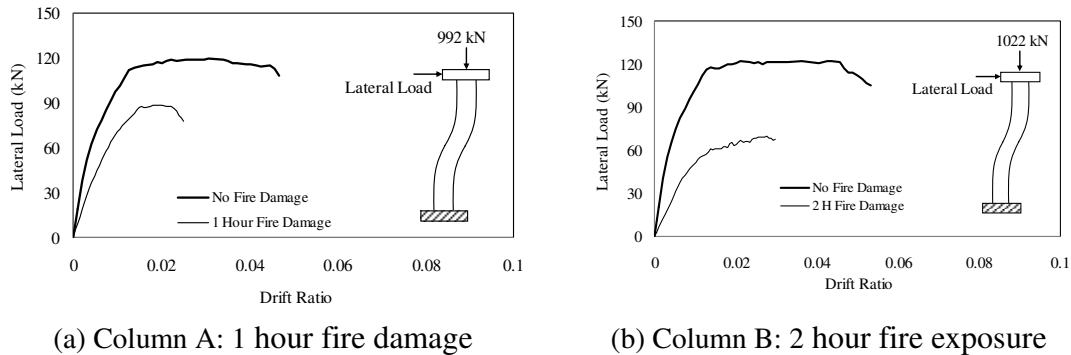 150
120
90
60
30
0
Lateral Load (kN)
992 kN
Lateral Load
No Fire Damage
1 Hour Fire Damage
0 0.02 0.04 0.06 0.08 0.1
Drift Ratio
(a) Column A: 1 hour fire damage
150
120
90
60
30
0
Lateral Load (kN)
1022 kN
Lateral Load
No Fire Damage
2 H Fire Damage
0 0.02 0.04 0.06 0.08 0.1
Drift Ratio
(b) Column B: 2 hour fire exposure